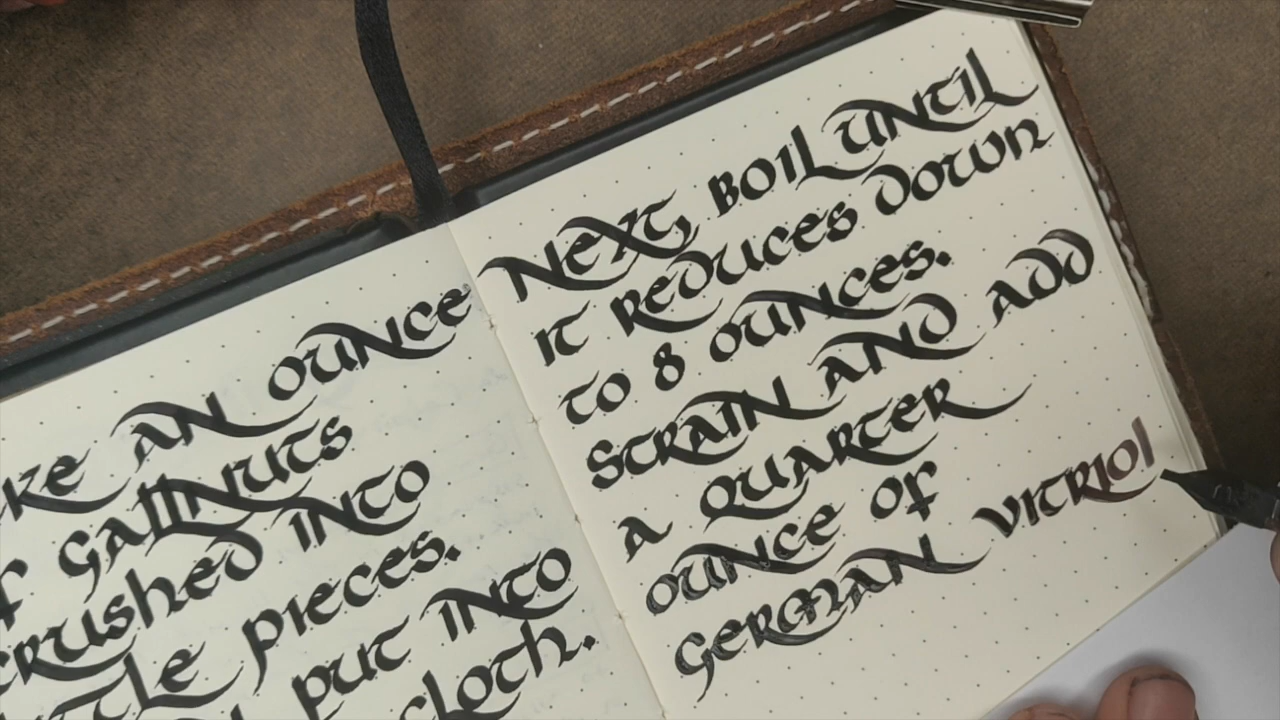 AN OUNCE
GALLNUTS
CRUSHED INTO
PIECES.
PUT INTO
CLOTH.
NEXT, BOIL UNTIL
IT REDUCES DOWN
TO 8 OUNCES.
STRAIN AND ADD
A QUARTER
OUNCE OF
GERMAN VITRIOL